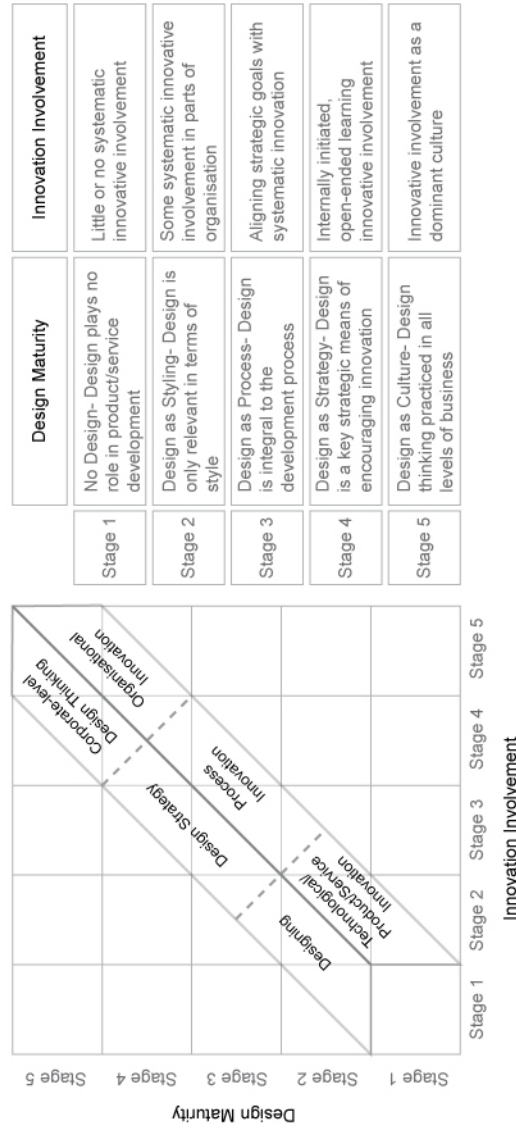 Design Maturity
Stage 5
Stage 4
Stage 3
Stage 2
Stage 1
Corporate-level
Design Thinking
Organisational
Innovation
Design Strategy
Process
Innovation
Designing
Technological/
Product/Service
Innovation
Stage 1
Stage 2
Stage 3
Stage 4
Stage 5
Innovation Involvement
Design Maturity
Innovation Involvement
Stage 1
No Design- Design plays no
role in product/service
development
Little or no systematic
innovative involvement
Stage 2
Design as Styling- Design is
only relevant in terms of
style
Some systematic innovative
involvement in parts of
organisation
Stage 3
Design as Process- Design
is integral to the
development process
Aligning strategic goals with
systematic innovation
Stage 4
Design as Strategy- Design
is a key strategic means of
encouraging innovation
Internally initiated,
open-ended learning
innovative involvement
Stage 5
Design as Culture- Design
thinking practiced in all
levels of business
Innovative involvement as a
dominant culture